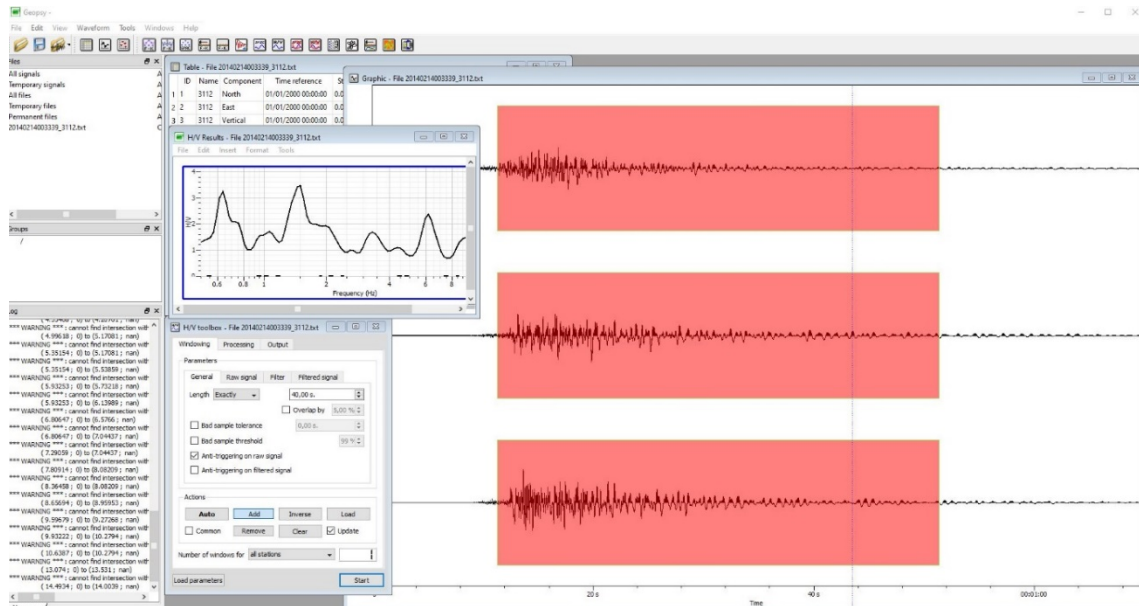 Geopsy -
File Edit View Waveform Tools Windows Help
Files
All signals A
Temporary signals A
All files A
Temporary files A
Permanent files A
20140214003339_3112.txt C
Groups
/
Log
*** WARNING *** : cannot find intersection with
( 4.99618 ; 0) to (5.17081 ; nan)
*** WARNING *** : cannot find intersection with
( 5.35154 ; 0) to (5.17081 ; nan)
*** WARNING *** : cannot find intersection with
( 5.35154 ; 0) to (5.53859 ; nan)
*** WARNING *** : cannot find intersection with
( 5.93253 ; 0) to (5.73218 ; nan)
*** WARNING *** : cannot find intersection with
( 5.93253 ; 0) to (6.13989 ; nan)
*** WARNING *** : cannot find intersection with
( 6.80647 ; 0) to (6.5766 ; nan)
*** WARNING *** : cannot find intersection with
( 6.80647 ; 0) to (7.04437 ; nan)
*** WARNING *** : cannot find intersection with
( 7.29059 ; 0) to (7.04437 ; nan)
*** WARNING *** : cannot find intersection with
( 7.80914 ; 0) to (8.08209 ; nan)
*** WARNING *** : cannot find intersection with
( 8.36458 ; 0) to (8.08209 ; nan)
*** WARNING *** : cannot find intersection with
( 8.65694 ; 0) to (8.95953 ; nan)
*** WARNING *** : cannot find intersection with
( 9.59679 ; 0) to (9.27268 ; nan)
*** WARNING *** : cannot find intersection with
( 9.93222 ; 0) to (10.2794 ; nan)
*** WARNING *** : cannot find intersection with
( 10.6387 ; 0) to (10.2794 ; nan)
*** WARNING *** : cannot find intersection with
( 13.074 ; 0) to (13.531 ; nan)
*** WARNING *** : cannot find intersection with
( 14.4934 ; 0) to (14.0039 ; nan)
Table - File 20140214003339_3112.txt
ID Name Component Time reference
1 1 3112 North 01/01/2000 00:00:00 0.0
2 2 3112 East 01/01/2000 00:00:00 0.0
3 3 3112 Vertical 01/01/2000 00:00:00 0.0
H/V Results - File 20140214003339_3112.txt
File Edit Insert Format Tools
4
3
2
1
0
H/V
0.6 0.8 1 2 4 6 8
Frequency (Hz)
H/V toolbox - File 20140214003339_3112.txt
Windowing Processing Output
Parameters
General Raw signal Filter Filtered signal
Length Exactly 40,00 s.
Overlap by 5,00 %
Bad sample tolerance 0,00 s.
Bad sample threshold 99 %
Anti-triggering on raw signal
Anti-triggering on filtered signal
Actions
Auto Add Inverse Load
Common Remove Clear Update
Number of windows for all stations
Load parameters Start
Graphic - File 20140214003339_3112.txt
20 s 40 s 00:01:00
Time